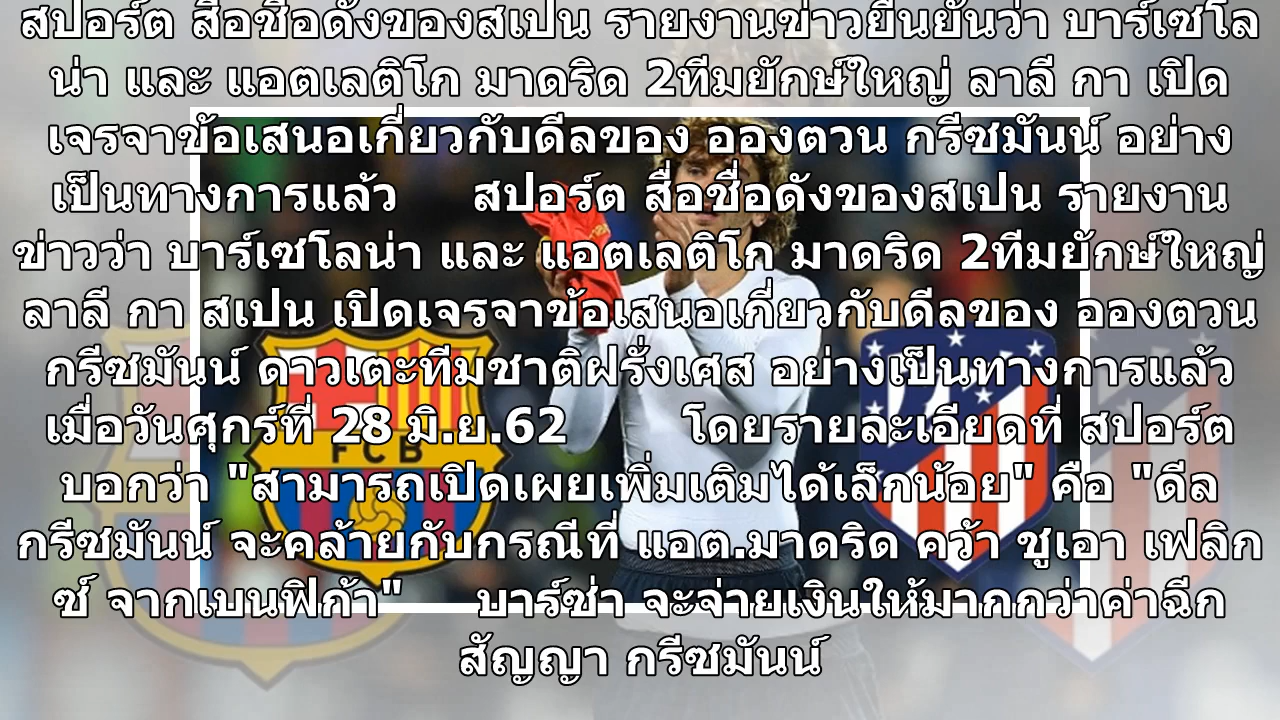 สปอร์ต สื่อชื่อดังของสเปน รายงานข่าวยืนยันว่า บาร์เซโล
น่า และ แอตเลติโก มาดริด 2ทีมยักษ์ใหญ่ ลาลี กา เปิด
เจรจาข้อเสนอเกี่ยวกับดีลของ อองตวน กรีซมันน์ อย่าง
เป็นทางการแล้ว สปอร์ต สื่อชื่อดังของสเปน รายงาน
ข่าวว่า บาร์เซโลน่า และ แอตเลติโก มาดริด 2ทีมยักษ์ใหญ่
ลาลี กา สเปน เปิดเจรจาข้อเสนอเกี่ยวกับดีลของ อองตวน
กรีซมันน์ ดาวเตะทีมชาติฝรั่งเศส อย่างเป็นทางการแล้ว
เมื่อวันศุกร์ที่ 28 มิ.ย.62 โดยรายละเอียดที่ สปอร์ต
บอกว่า "สามารถเปิดเผยเพิ่มเติมได้เล็กน้อย" คือ "ดีล
กรีซมันน์ จะคล้ายกับกรณีที่ แอต.มาดริด คว้า ชูเอา เฟลิก
ซ์ จากเบนฟิก้า" บาร์ซ่า จะจ่ายเงินให้มากกว่าค่าฉีก
สัญญา กรีซมันน์
FCB